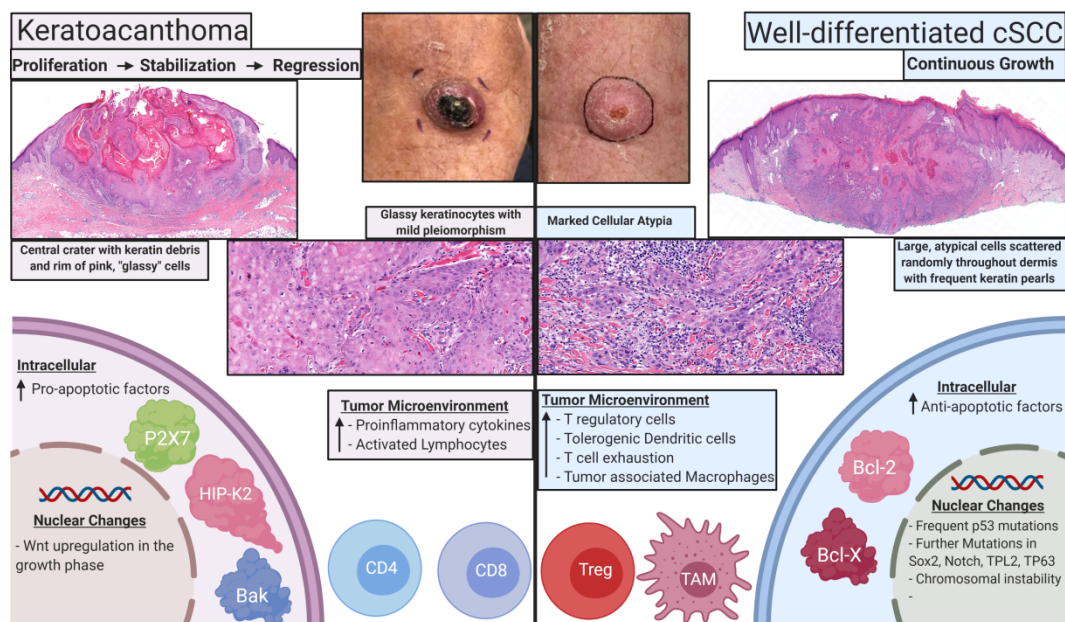 Keratoacanthoma
Proliferation → Stabilization → Regression
Well-differentiated cSCC
Continuous Growth
Glassy keratinocytes with
mild pleiomorphism
Marked Cellular Atypia
Central crater with keratin debris
and rim of pink, "glassy" cells
Large, atypical cells scattered
randomly throughout dermis
with frequent keratin pearls
Intracellular
↑ Pro-apoptotic factors
P2X7
HIP-K2
Bak
Nuclear Changes
- Wnt upregulation in the
growth phase
Tumor Microenvironment
↑ - Proinflammatory cytokines
- Activated Lymphocytes
CD4
CD8
Tumor Microenvironment
↑ - T regulatory cells
- Tolerogenic Dendritic cells
- T cell exhaustion
- Tumor associated Macrophages
Treg
TAM
Intracellular
↑ Anti-apoptotic factors
Bcl-2
Bcl-X
Nuclear Changes
- Frequent p53 mutations
- Further Mutations in
Sox2, Notch, TPL2, TP63
- Chromosomal instability
-